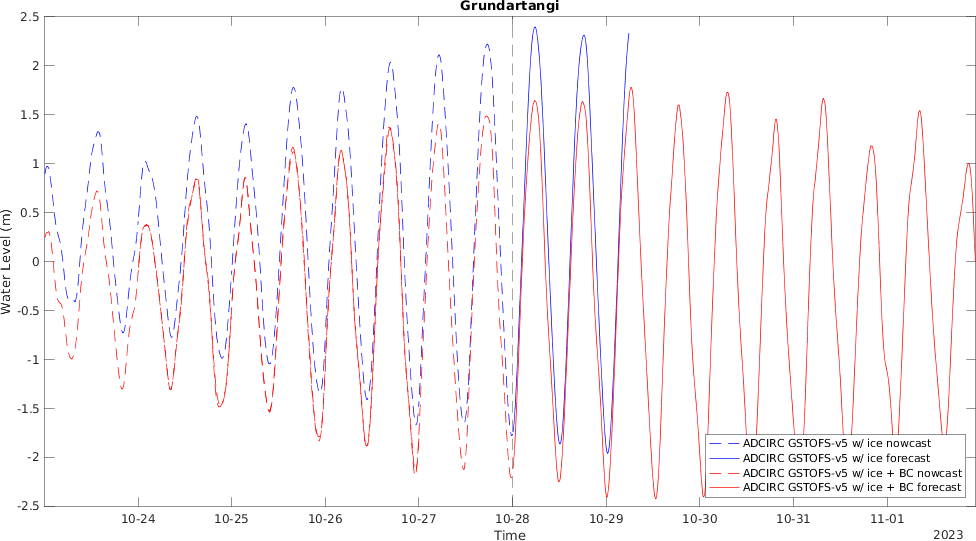 Grundartangi
2.5
2
1.5
1
0.5
0
-0.5
-1
-1.5
-2
-2.5
Water Level (m)
ADCIRC GSTOFS-v5 w/ ice nowcast
ADCIRC GSTOFS-v5 w/ ice forecast
ADCIRC GSTOFS-v5 w/ ice + BC nowcast
ADCIRC GSTOFS-v5 w/ ice + BC forecast
10-24 10-25 10-26 10-27 10-28 10-29 10-30 10-31 11-01
Time
2023